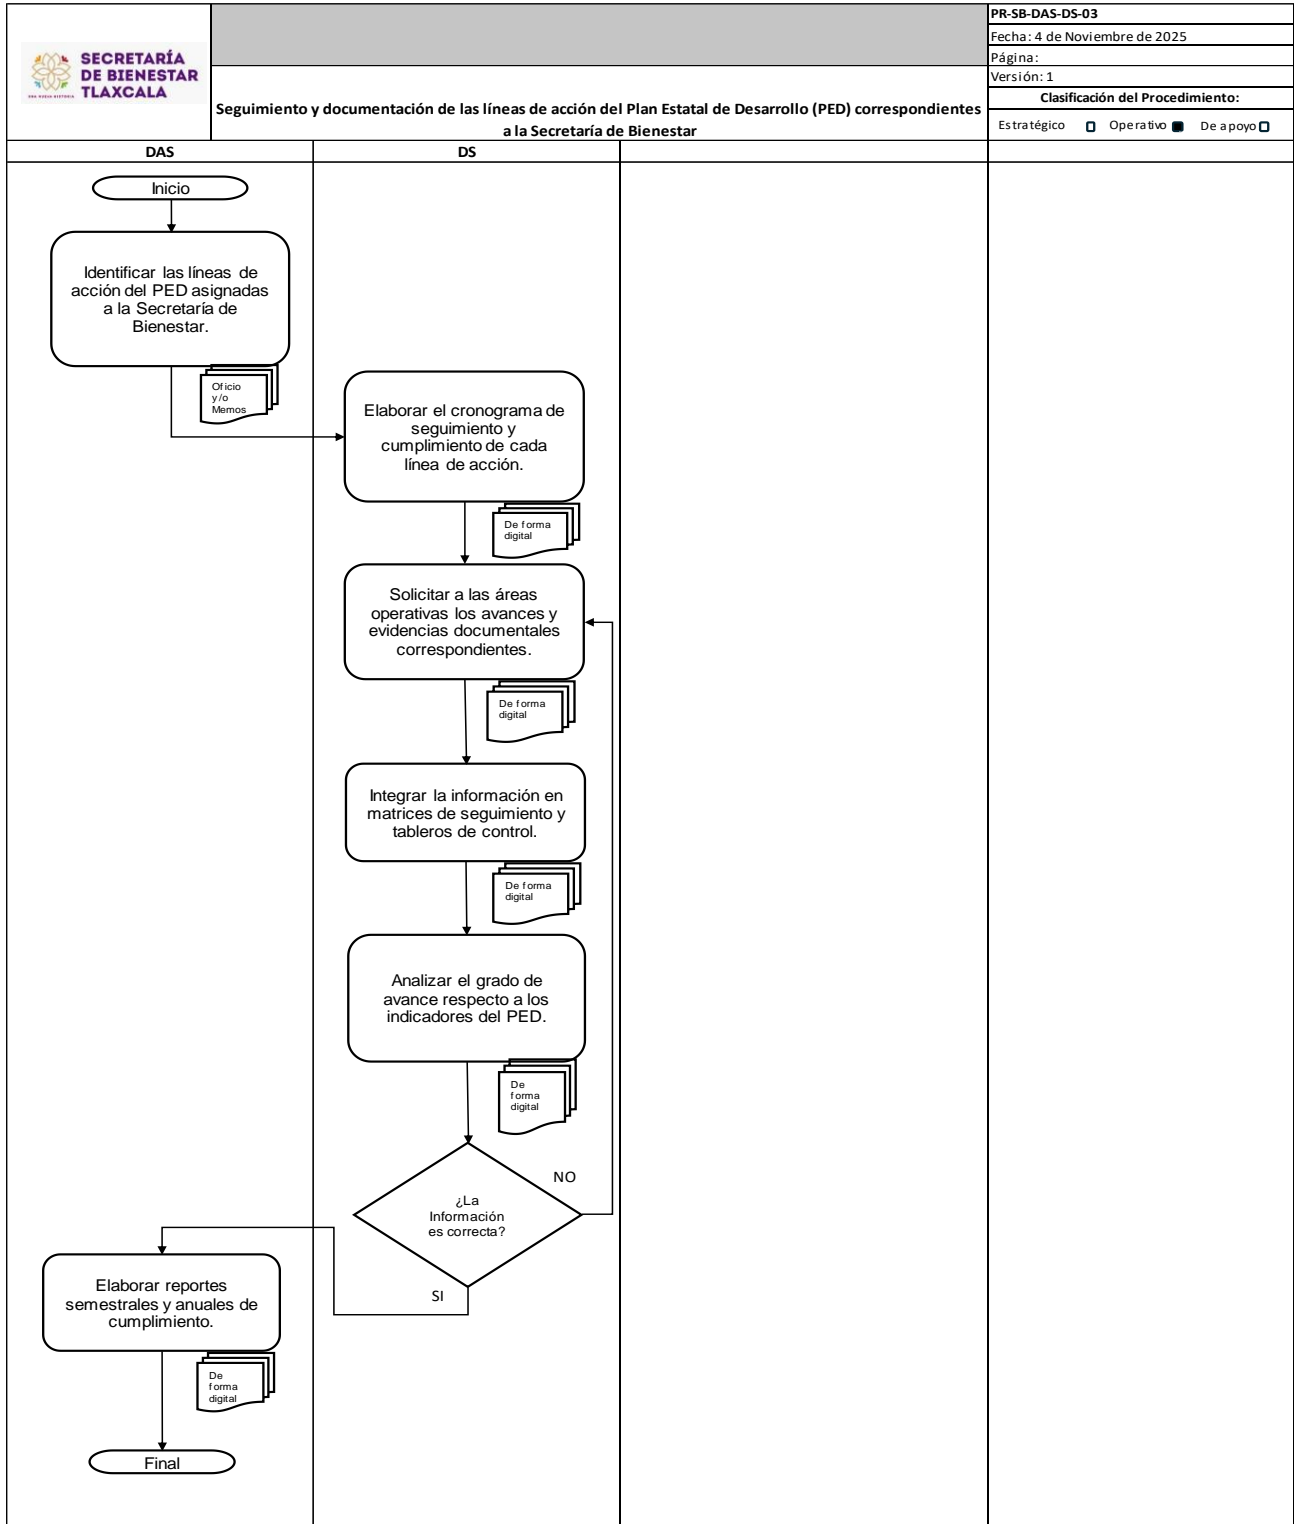 SECRETARÍA
DE BIENESTAR
TLAXCALA
UNA NUEVA HISTORIA
Seguimiento y documentación de las líneas de acción del Plan Estatal de Desarrollo (PED) correspondientes
a la Secretaría de Bienestar
PR-SB-DAS-DS-03
Fecha: 4 de Noviembre de 2025
Página:
Versión: 1
Clasificación del Procedimiento:
Estratégico Operativo De apoyo
DAS
DS
Inicio
Identificar las líneas de
acción del PED asignadas
a la Secretaría de
Bienestar.
Oficio
y/o
Memos
Elaborar el cronograma de
seguimiento y
cumplimiento de cada
línea de acción.
De forma
digital
Solicitar a las áreas
operativas los avances y
evidencias documentales
correspondientes.
De forma
digital
Integrar la información en
matrices de seguimiento y
tableros de control.
De forma
digital
Analizar el grado de
avance respecto a los
indicadores del PED.
De
forma
digital
NO
¿La
Información
es correcta?
SI
Elaborar reportes
semestrales y anuales de
cumplimiento.
De
forma
digital
Final